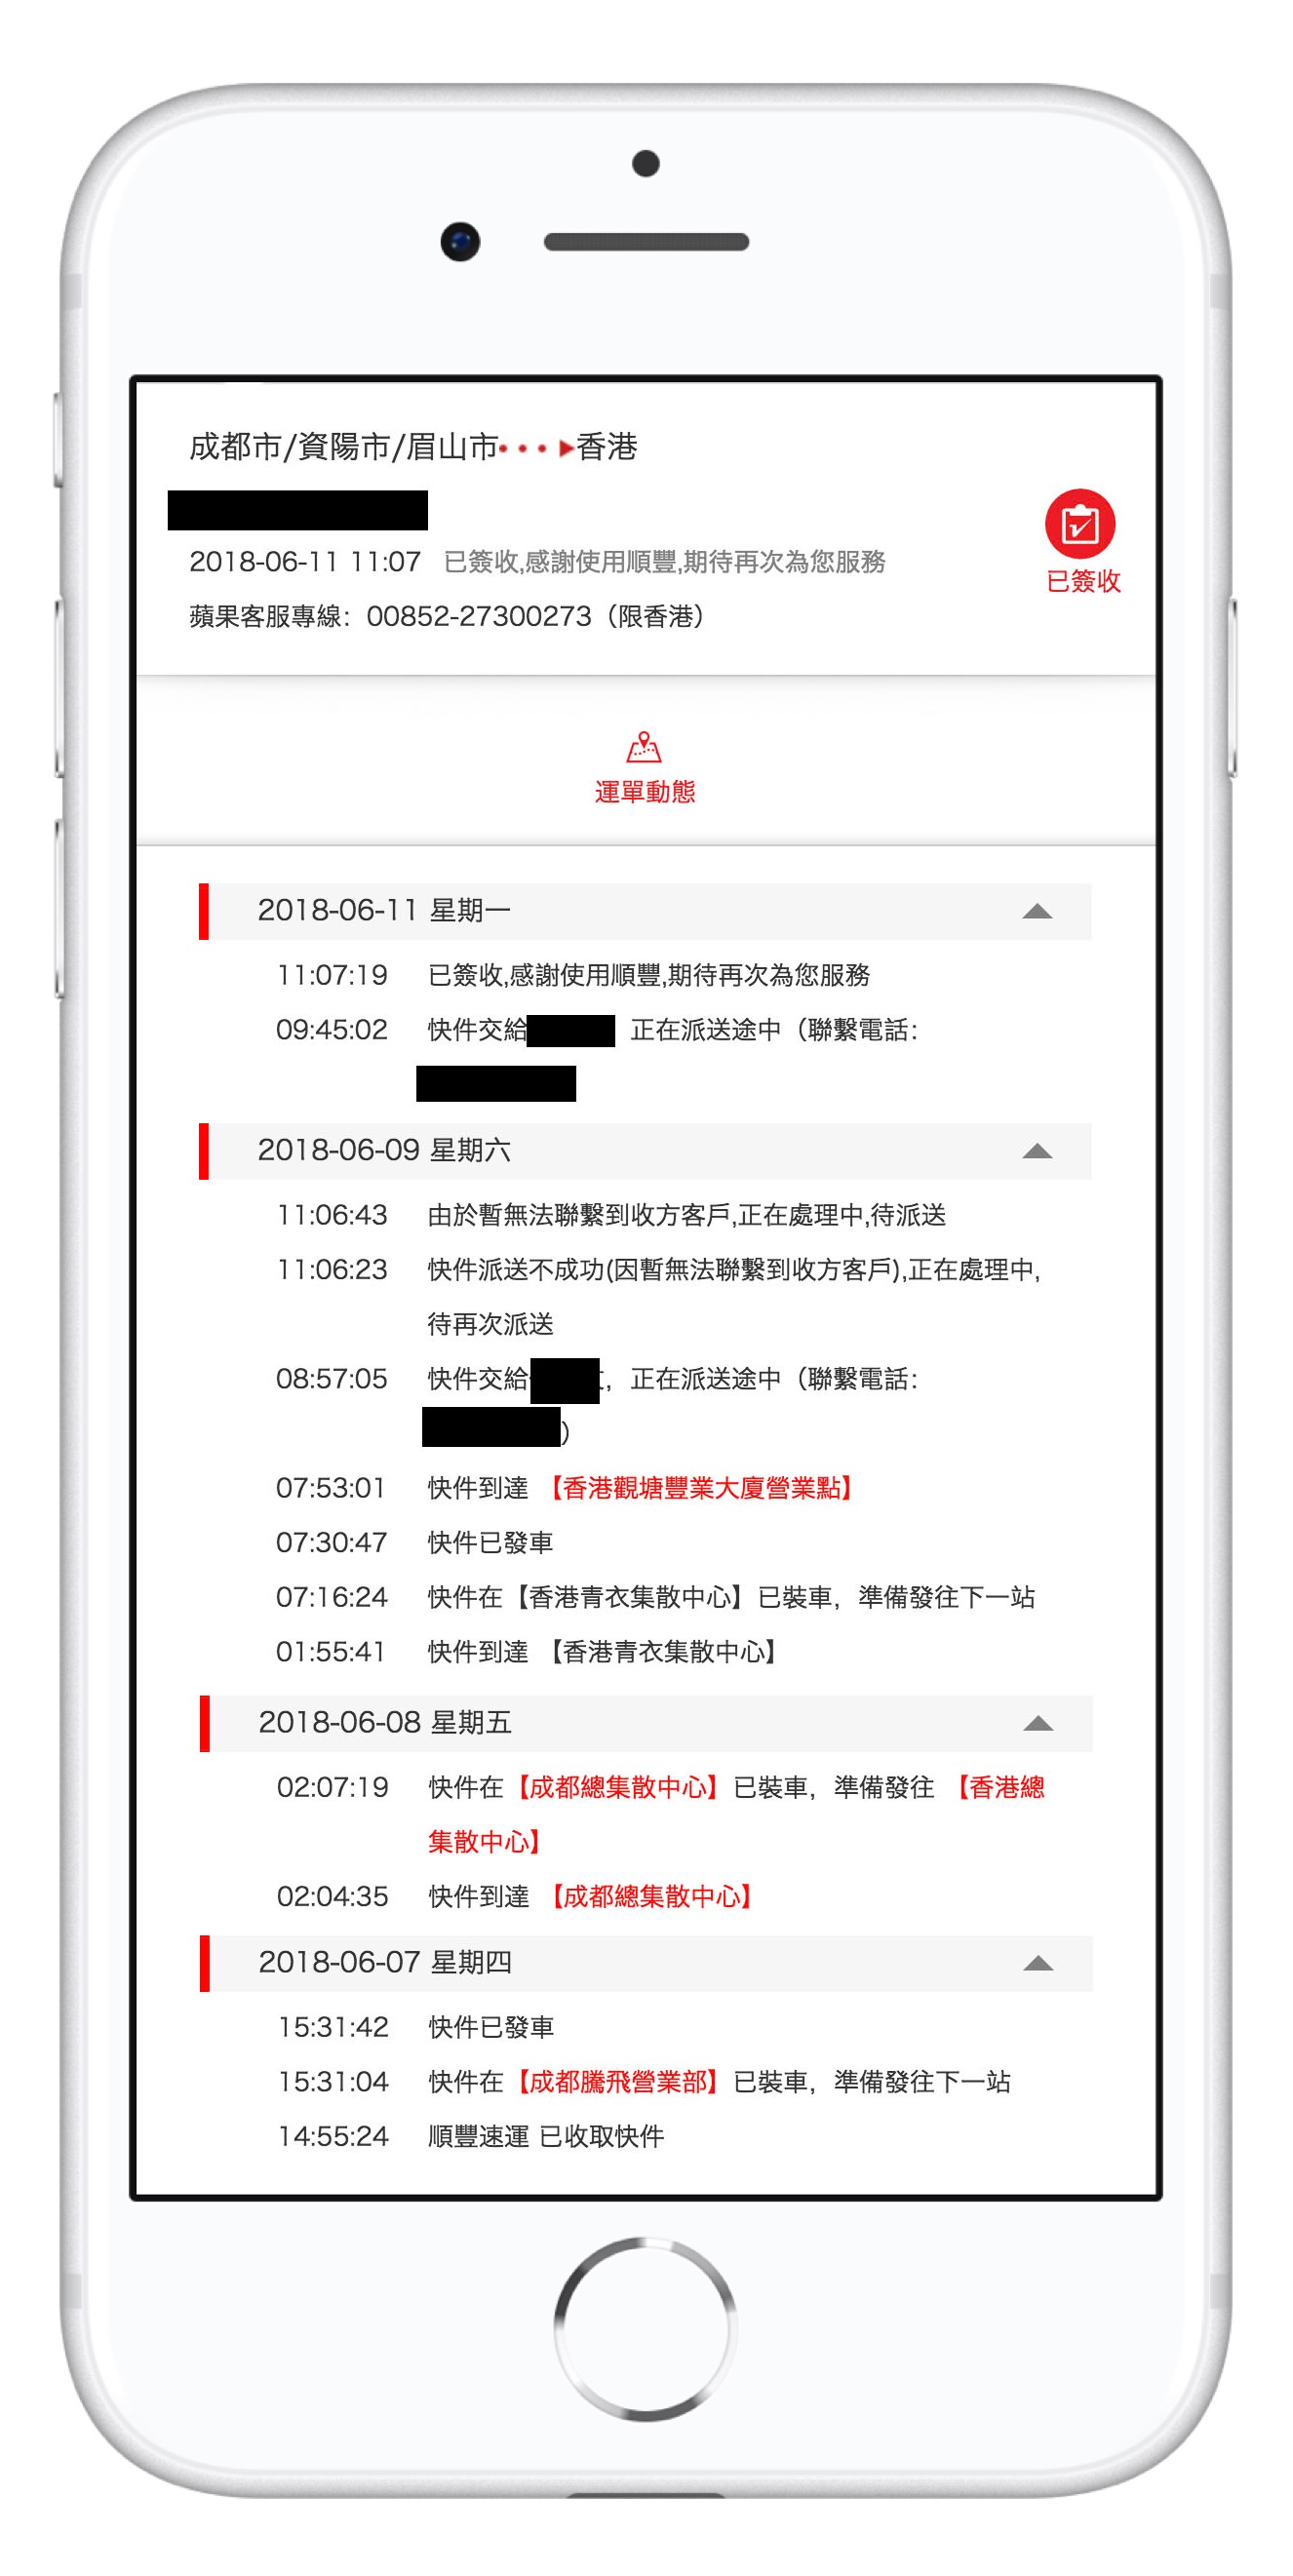 成都市/資陽市/眉山市····▶香港
2018-06-11 11:07 已簽收,感謝使用順豐,期待再次為您服務
已簽收
蘋果客服專線：00852-27300273（限香港）
運單動態
2018-06-11 星期一
11:07:19 已簽收,感謝使用順豐,期待再次為您服務
09:45:02 快件交給 正在派送途中（聯繫電話：
2018-06-09 星期六
11:06:43 由於暫無法聯繫到收方客戶,正在處理中,待派送
11:06:23 快件派送不成功(因暫無法聯繫到收方客戶),正在處理中,
待再次派送
08:57:05 快件交給 ，正在派送途中（聯繫電話：
）
07:53:01 快件到達 【香港觀塘豐業大廈營業點】
07:30:47 快件已發車
07:16:24 快件在【香港青衣集散中心】已裝車，準備發往下一站
01:55:41 快件到達 【香港青衣集散中心】
2018-06-08 星期五
02:07:19 快件在【成都總集散中心】已裝車，準備發往 【香港總
集散中心】
02:04:35 快件到達 【成都總集散中心】
2018-06-07 星期四
15:31:42 快件已發車
15:31:04 快件在【成都騰飛營業部】已裝車，準備發往下一站
14:55:24 順豐速運 已收取快件